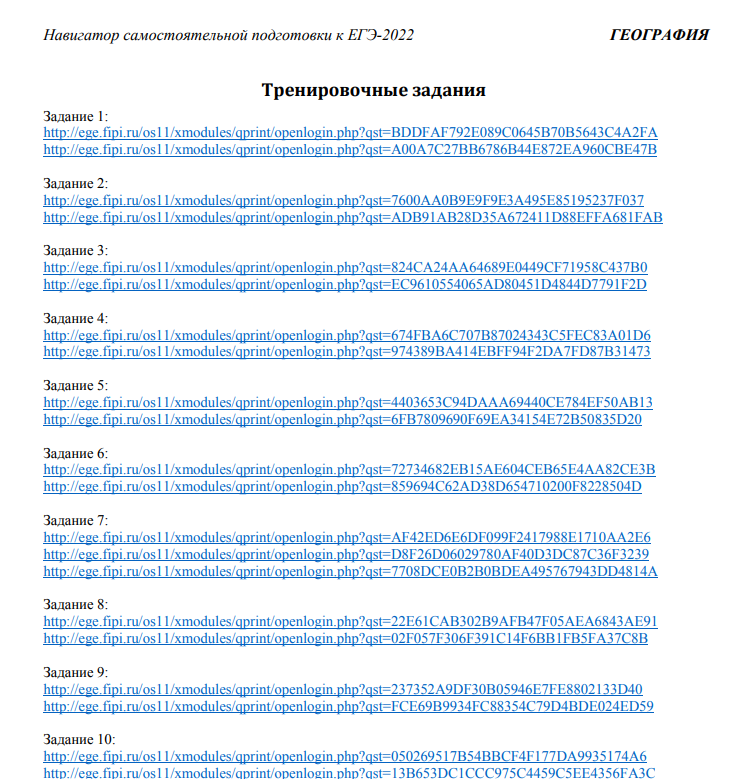 Навигатор самостоятельной подготовки к ЕГЭ-2022 ГЕОГРАФИЯ
Тренировочные задания
Задание 1:
http://ege.fipi.ru/os11/xmodules/qprint/openlogin.php?qst=BDDFAF792E089C0645B70B5643C4A2FA
http://ege.fipi.ru/os11/xmodules/qprint/openlogin.php?qst=A00A7C27BB6786B44E872EA960CBE47B
Задание 2:
http://ege.fipi.ru/os11/xmodules/qprint/openlogin.php?qst=7600AA0B9E9F9E3A495E85195237F037
http://ege.fipi.ru/os11/xmodules/qprint/openlogin.php?qst=ADB91AB28D35A672411D88EFFA681FAB
Задание 3:
http://ege.fipi.ru/os11/xmodules/qprint/openlogin.php?qst=824CA24AA64689E0449CF71958C437B0
http://ege.fipi.ru/os11/xmodules/qprint/openlogin.php?qst=EC9610554065AD80451D4844D7791F2D
Задание 4:
http://ege.fipi.ru/os11/xmodules/qprint/openlogin.php?qst=674FBA6C707B87024343C5FEC83A01D6
http://ege.fipi.ru/os11/xmodules/qprint/openlogin.php?qst=974389BA414EBFF94F2DA7FD87B31473
Задание 5:
http://ege.fipi.ru/os11/xmodules/qprint/openlogin.php?qst=4403653C94DAAA69440CE784EF50AB13
http://ege.fipi.ru/os11/xmodules/qprint/openlogin.php?qst=6FB7809690F69EA34154E72B50835D20
Задание 6:
http://ege.fipi.ru/os11/xmodules/qprint/openlogin.php?qst=72734682EB15AE604CEB65E4AA82CE3B
http://ege.fipi.ru/os11/xmodules/qprint/openlogin.php?qst=859694C62AD38D654710200F8228504D
Задание 7:
http://ege.fipi.ru/os11/xmodules/qprint/openlogin.php?qst=AF42ED6E6DF099F2417988E1710AA2E6
http://ege.fipi.ru/os11/xmodules/qprint/openlogin.php?qst=D8F26D06029780AF40D3DC87C36F3239
http://ege.fipi.ru/os11/xmodules/qprint/openlogin.php?qst=7708DCE0B2B0BDEA495767943DD4814A
Задание 8:
http://ege.fipi.ru/os11/xmodules/qprint/openlogin.php?qst=22E61CAB302B9AFB47F05AEA6843AE91
http://ege.fipi.ru/os11/xmodules/qprint/openlogin.php?qst=02F057F306F391C14F6BB1FB5FA37C8B
Задание 9:
http://ege.fipi.ru/os11/xmodules/qprint/openlogin.php?qst=237352A9DF30B05946E7FE8802133D40
http://ege.fipi.ru/os11/xmodules/qprint/openlogin.php?qst=FCE69B9934FC88354C79D4BDE024ED59
Задание 10:
http://ege.fipi.ru/os11/xmodules/qprint/openlogin.php?qst=050269517B54BBCF4F177DA9935174A6
http://ege.fipi.ru/os11/xmodules/qprint/openlogin.php?qst=13B653DC1CCC975C4459C5EE4356FA3C